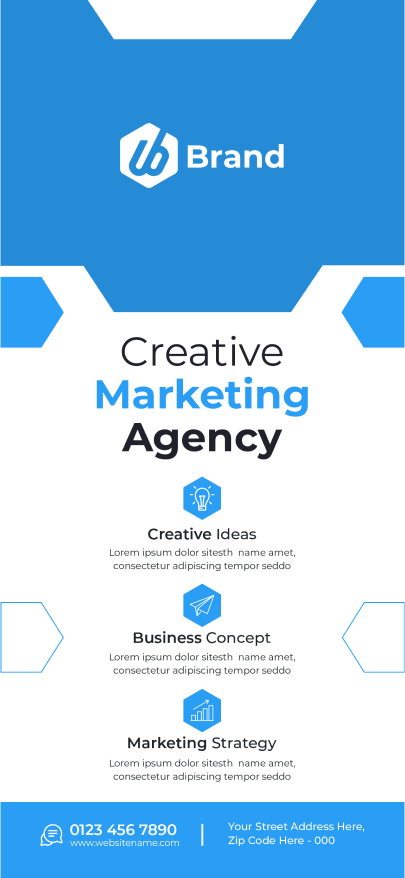 Brand
Creative
Marketing
Agency
Creative Ideas
Lorem ipsum dolor sitesth name amet,
consectetur adipiscing tempor seddo
Business Concept
Lorem ipsum dolor sitesth name amet,
consectetur adipiscing tempor seddo
Marketing Strategy
Lorem ipsum dolor sitesth name amet,
consectetur adipiscing tempor seddo
0123 456 7890
www.websitename.com
Your Street Address Here,
Zip Code Here - 000